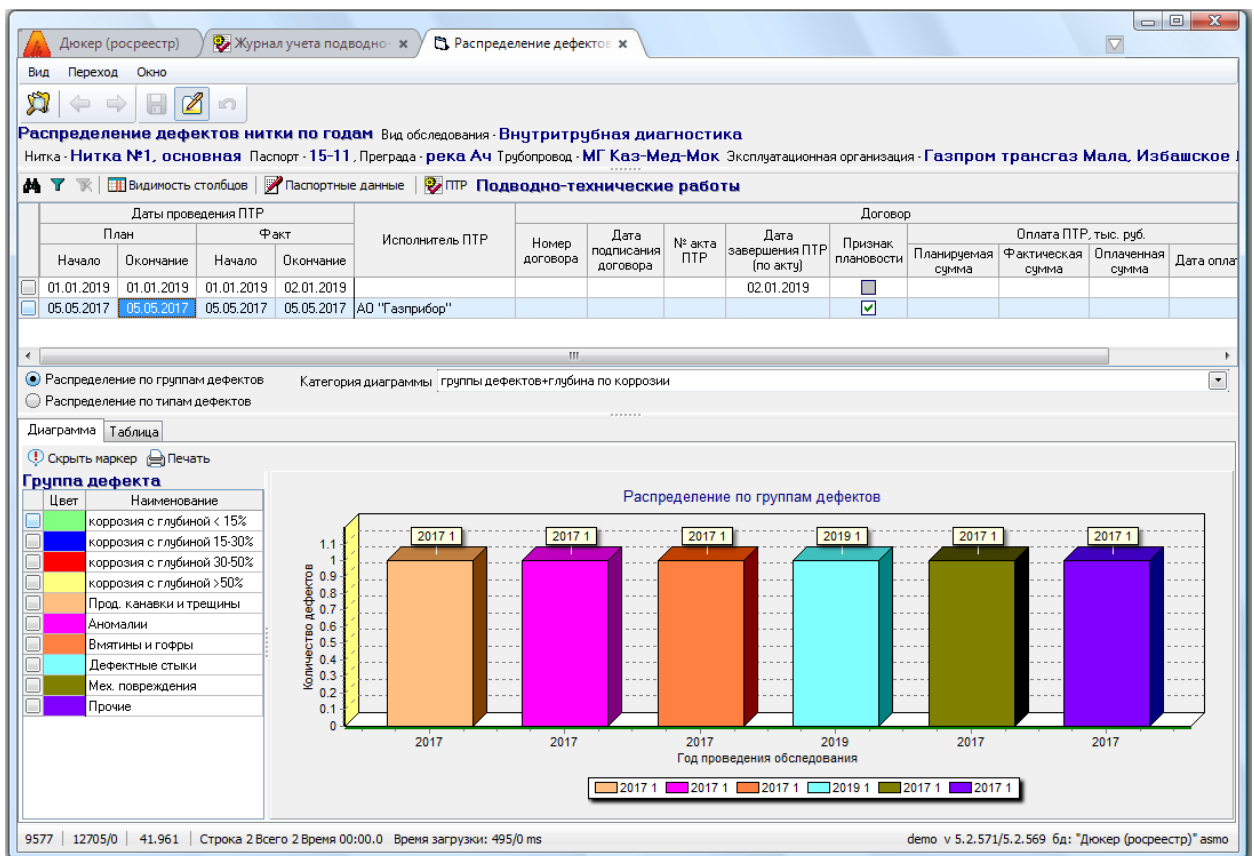 Дюкер (росреестр) Журнал учета подводно- Распределение дефектов
Вид Переход Окно
Распределение дефектов нитки по годам Вид обследования - Внутритрубная диагностика
Нитка - Нитка №1, основная Паспорт - 15-11, Преграда - река Ач Трубопровод - МГ Каз-Мед-Мок Эксплуатационная организация - Газпром трансгаз Мала, Избашское
Видимость столбцов Паспортные данные ПТР Подводно-технические работы
Даты проведения ПТР Исполнитель ПТР Договор
План Факт Номер договора Дата подписания договора № акта ПТР Дата завершения ПТР (по акту) Признак плановости Оплата ПТР, тыс. руб.
Начало Окончание Начало Окончание Планируемая сумма Фактическая сумма Оплаченная сумма Дата оплат
01.01.2019 01.01.2019 01.01.2019 02.01.2019 02.01.2019
05.05.2017 05.05.2017 05.05.2017 05.05.2017 АО "Газприбор"
Распределение по группам дефектов Категория диаграммы группы дефектов+глубина по коррозии
Распределение по типам дефектов
Диаграмма Таблица
Скрыть маркер Печать
Группа дефекта
Цвет Наименование
коррозия с глубиной < 15%
коррозия с глубиной 15-30%
коррозия с глубиной 30-50%
коррозия с глубиной >50%
Прод. канавки и трещины
Аномалии
Вмятины и гофры
Дефектные стыки
Мех. повреждения
Прочие
Распределение по группам дефектов
2017 1 2017 1 2017 1 2019 1 2017 1 2017 1
Количество дефектов
1.1
1
0.9
0.8
0.7
0.6
0.5
0.4
0.3
0.2
0.1
0
2017 2017 2017 2019 2017 2017
Год проведения обследования
2017 1 2017 1 2017 1 2019 1 2017 1 2017 1
9577 12705/0 41.961 Строка 2 Всего 2 Время 00:00.0 Время загрузки: 495/0 ms demo v 5.2.571/5.2.569 бд: "Дюкер (росреестр)" asmo